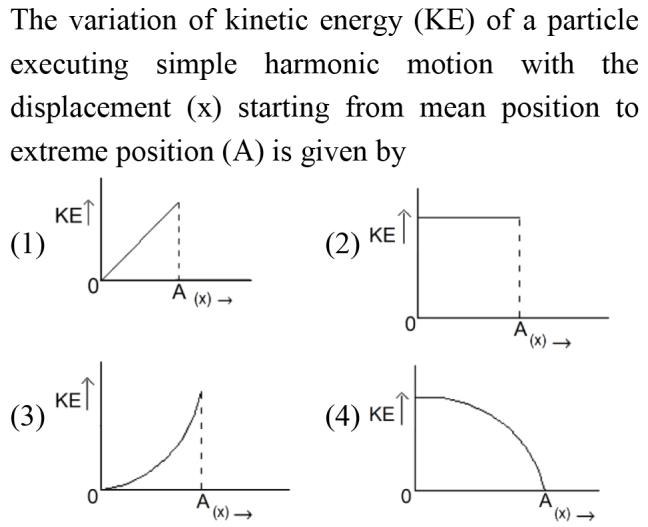 The variation of kinetic energy (KE) of a particle
executing simple harmonic motion with the
displacement (x) starting from mean position to
extreme position (A) is given by
(1) KE↑ 0 A (x) →
(2) KE↑ 0 A (x) →
(3) KE↑ 0 A (x) →
(4) KE↑ 0 A (x) →